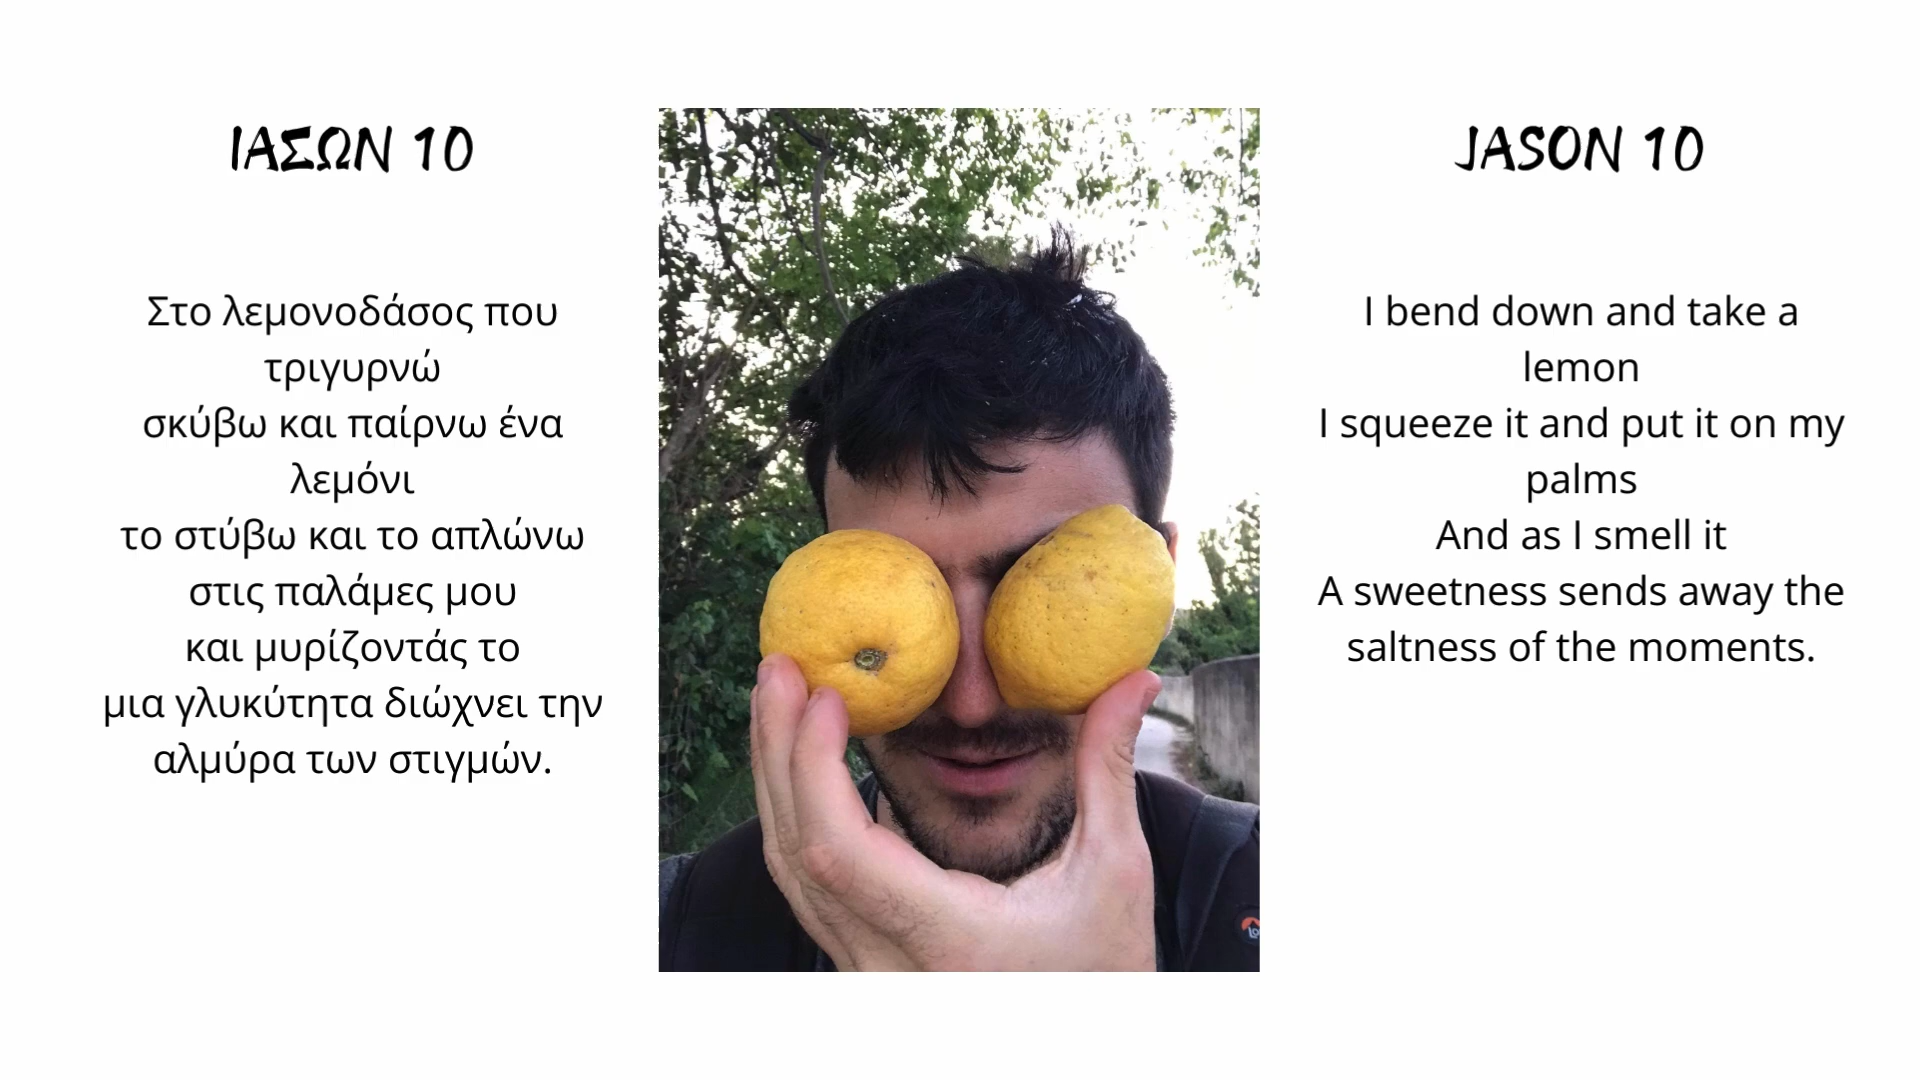 ΙΑΣΩΝ 10
Στο λεμονοδάσος που
τριγυρνώ
σκύβω και παίρνω ένα
λεμόνι
το στύβω και το απλώνω
στις παλάμες μου
και μυρίζοντάς το
μια γλυκύτητα διώχνει την
αλμύρα των στιγμών.
JASON 10
I bend down and take a
lemon
I squeeze it and put it on my
palms
And as I smell it
A sweetness sends away the
saltness of the moments.